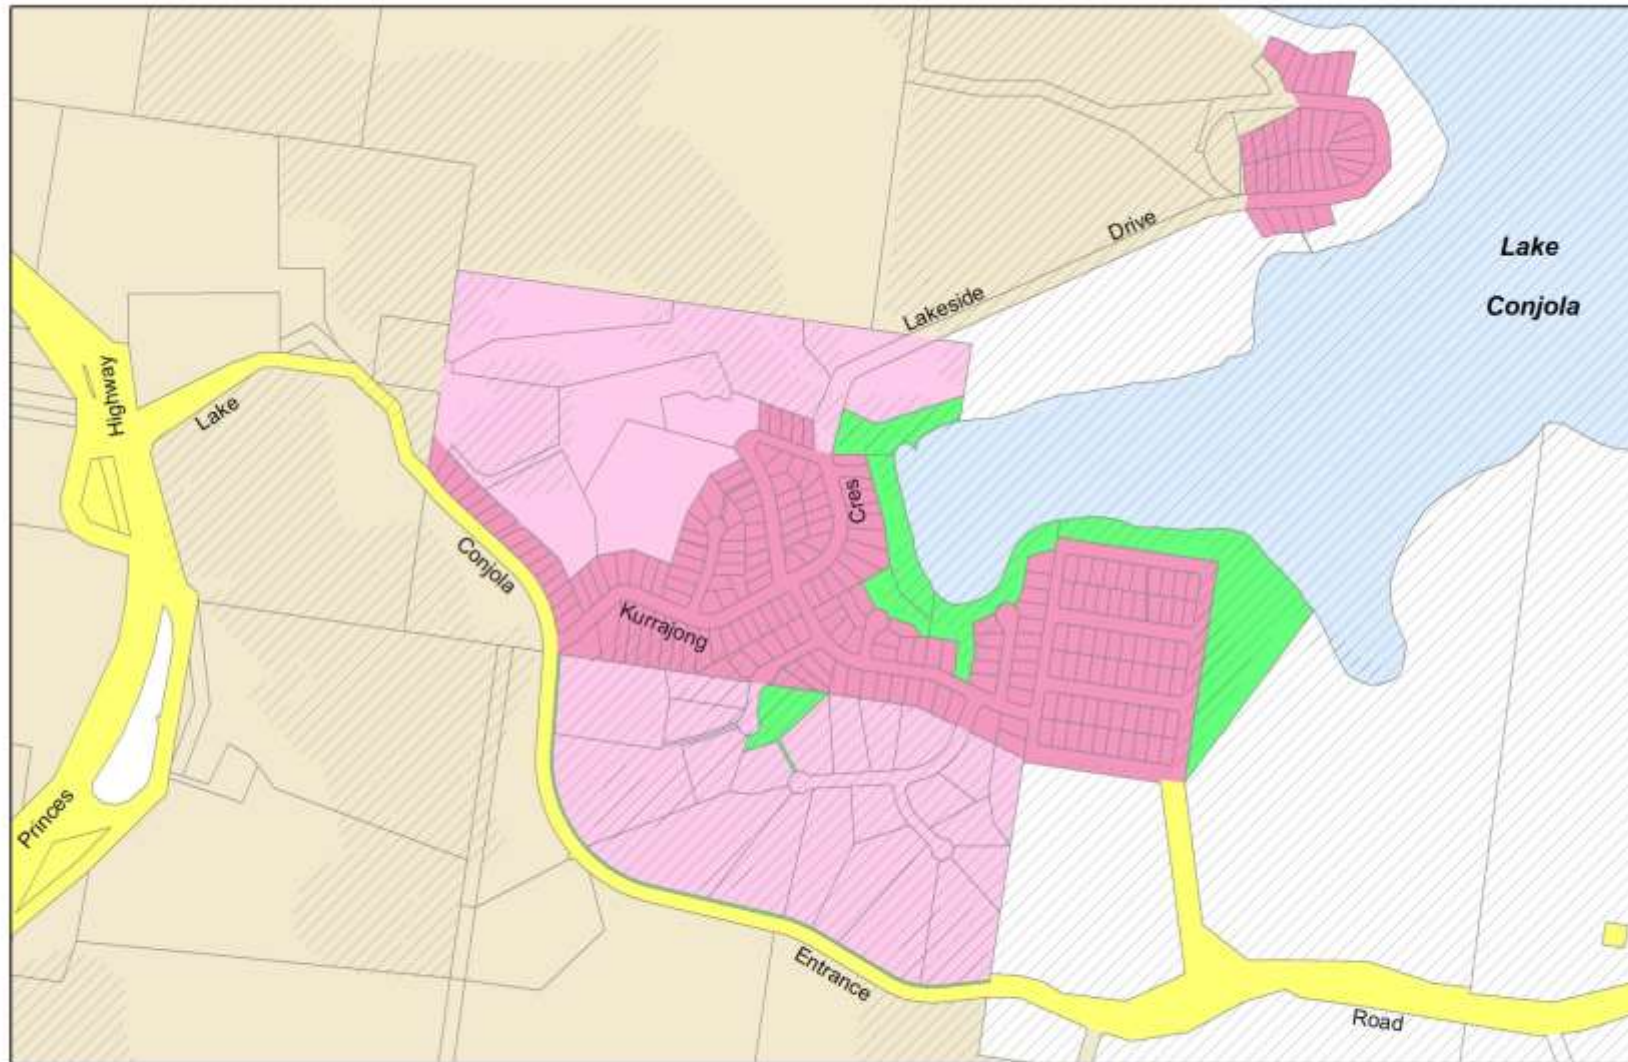 Drive
Lake
Lakeside
Conjola
Highway
Lake
Cres
Conjola
Kurrajong
Princes
Entrance
Road